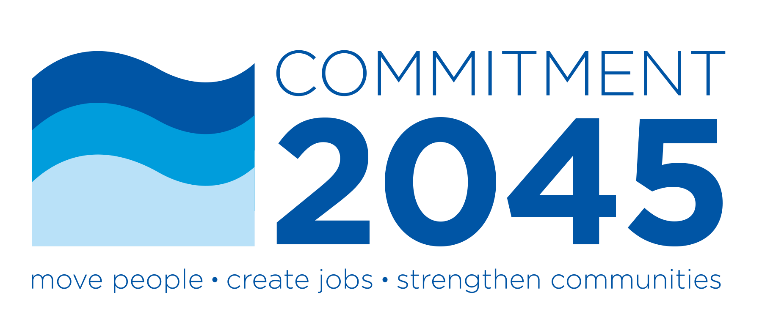 COMMITMENT
2045
move people • create jobs • strengthen communities